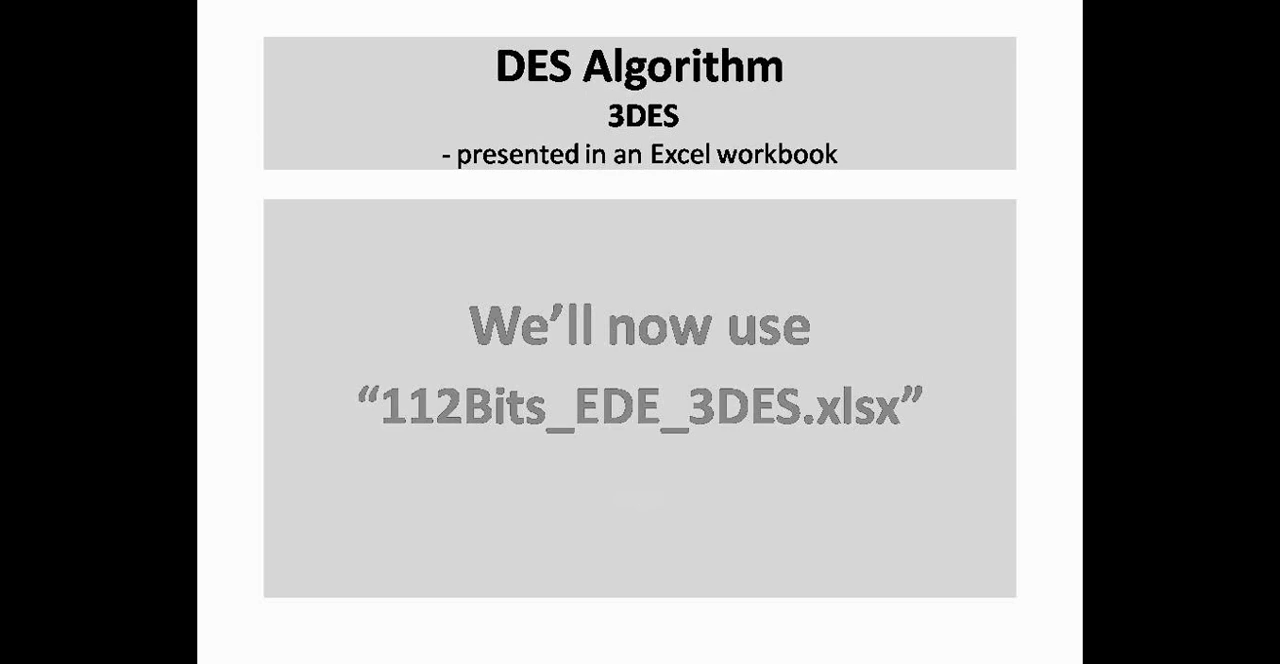 DES Algorithm
3DES
- presented in an Excel workbook
We’ll now use
“112Bits_EDE_3DES.xlsx”